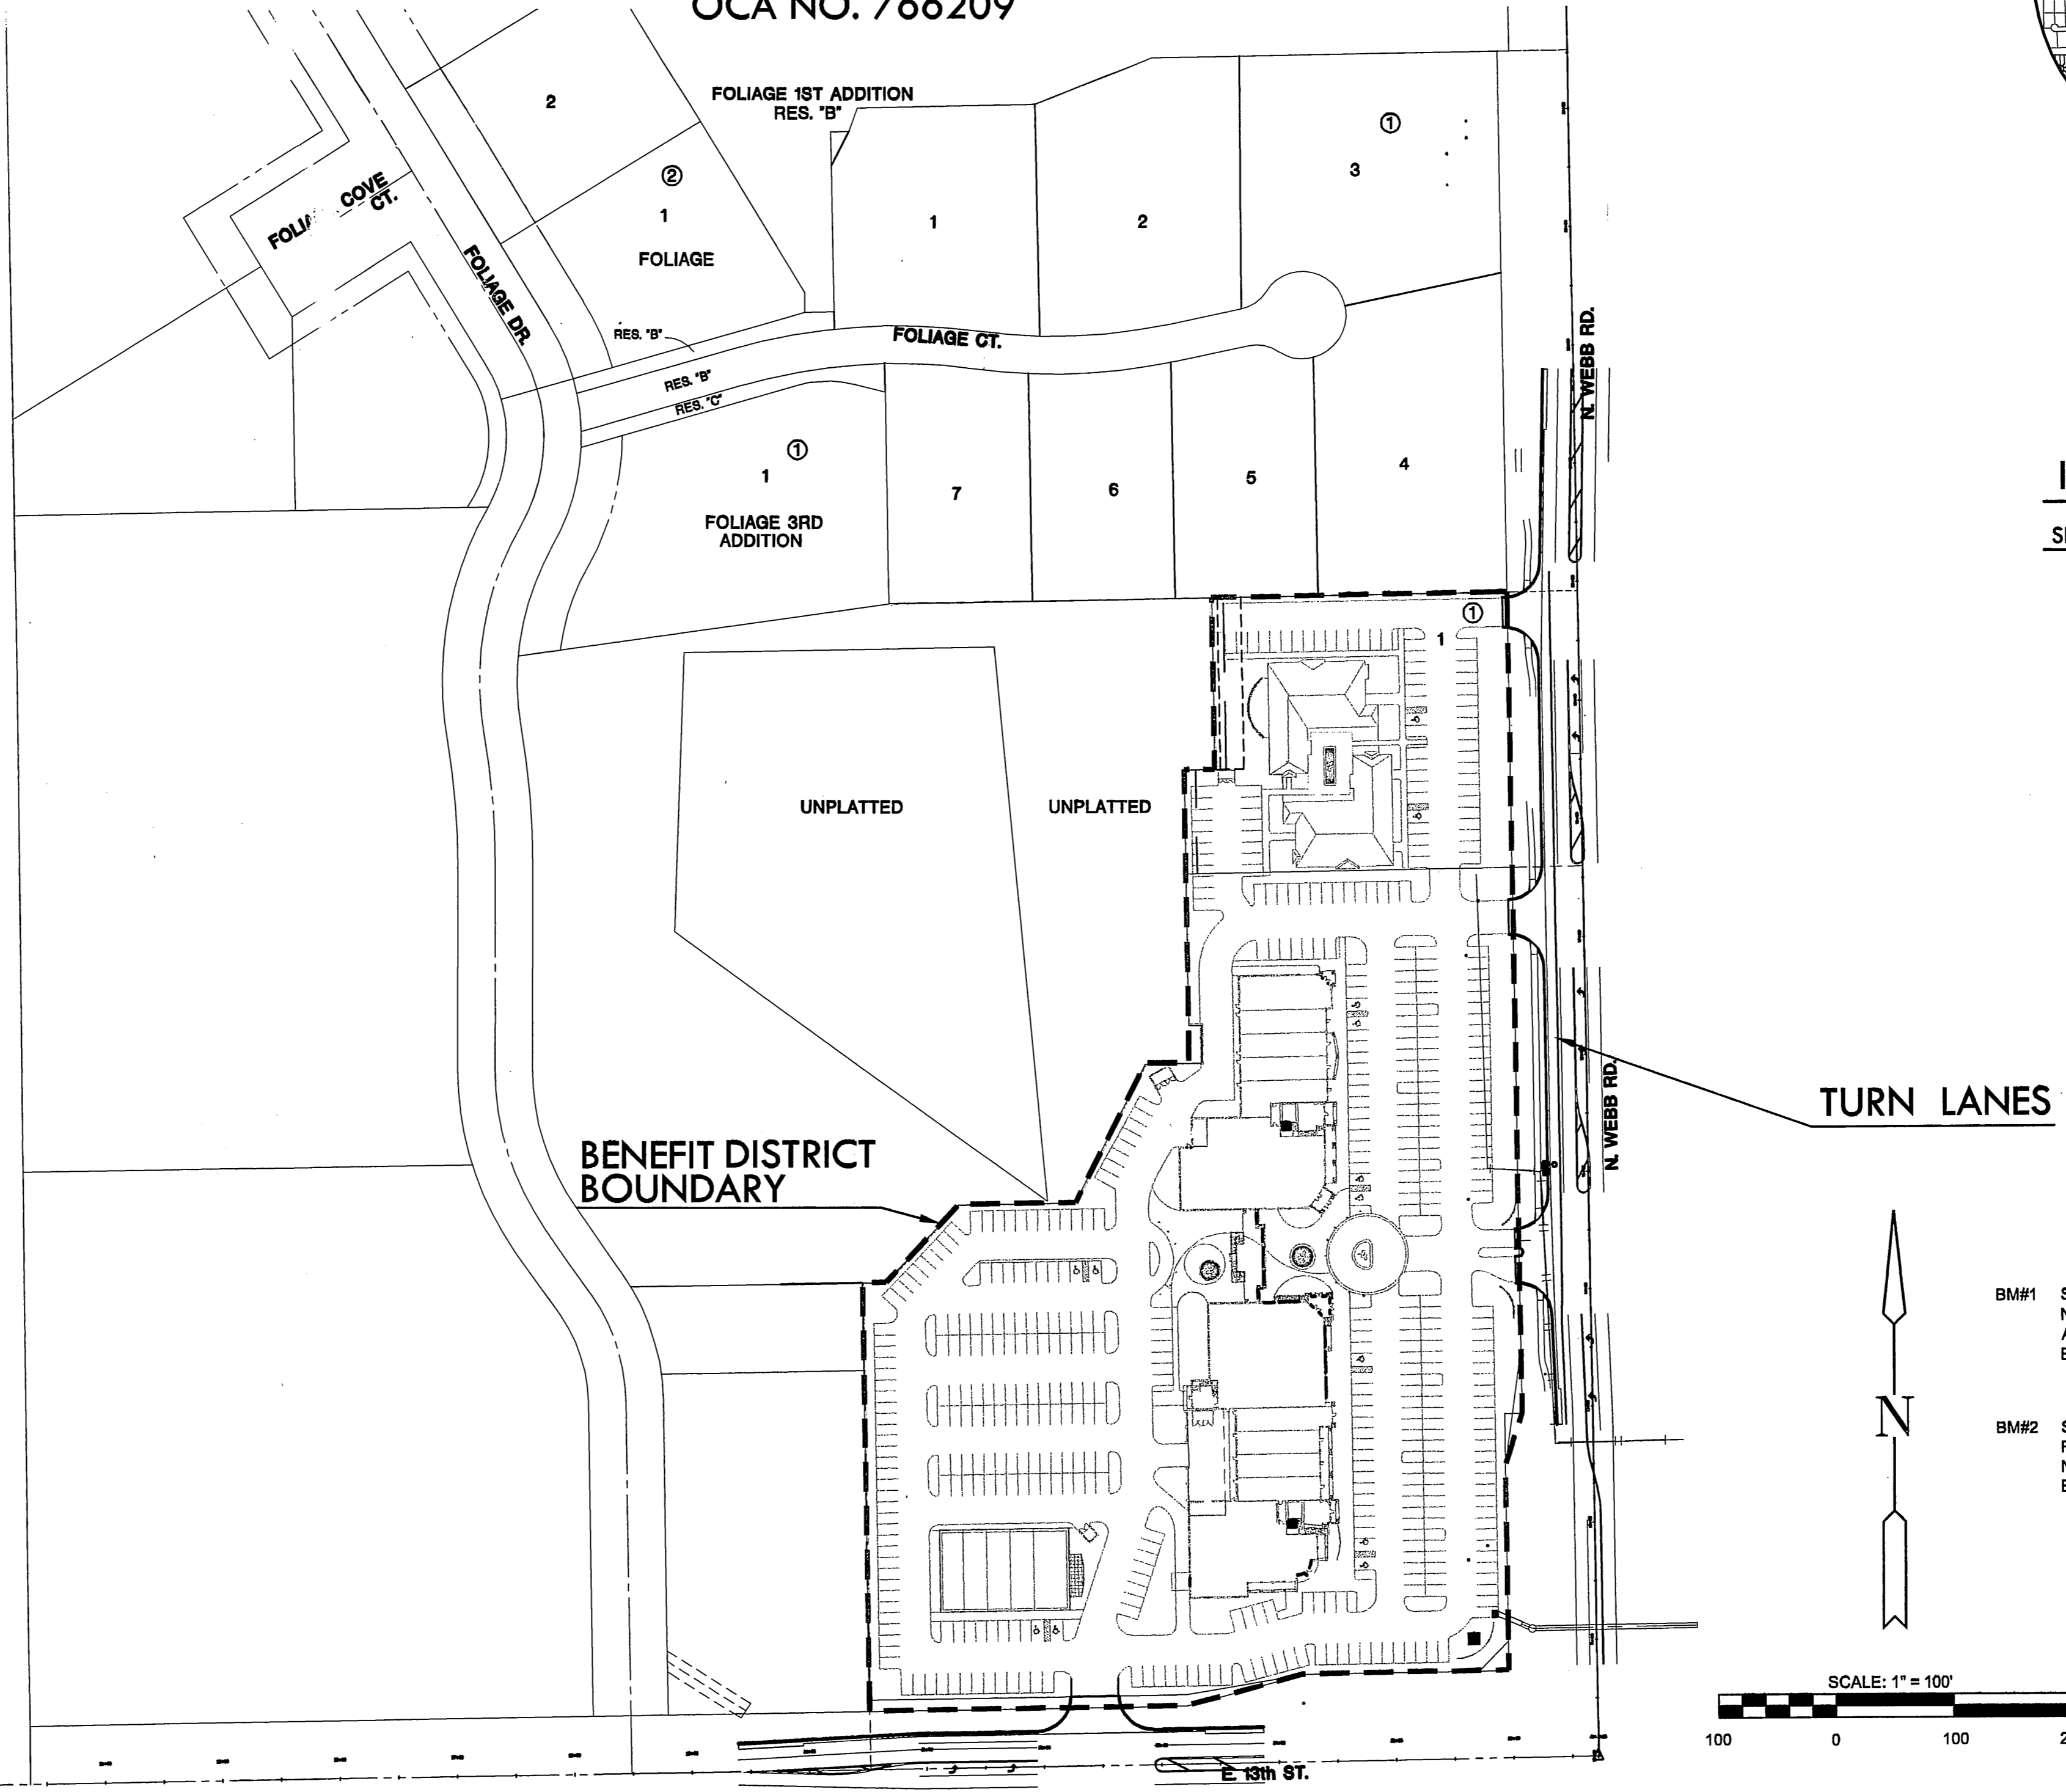 OCA NO. 766209
2
FOLIAGE 1ST ADDITION
RES. "B"
1
3
COVE
CT.
2
1
FOLIAGE
1
2
FOLIAGE DR.
N. WEBB RD.
RES. "B"
FOLIAGE CT.
RES. "B"
RES. "C"
1
1
FOLIAGE 3RD
ADDITION
7
6
5
4
1
1
UNPLATTED
UNPLATTED
TURN LANES
N. WEBB RD.
BENEFIT DISTRICT
BOUNDARY
BM#1
N
BM#2
SCALE: 1" = 100'
100
0
100
E. 13th ST.